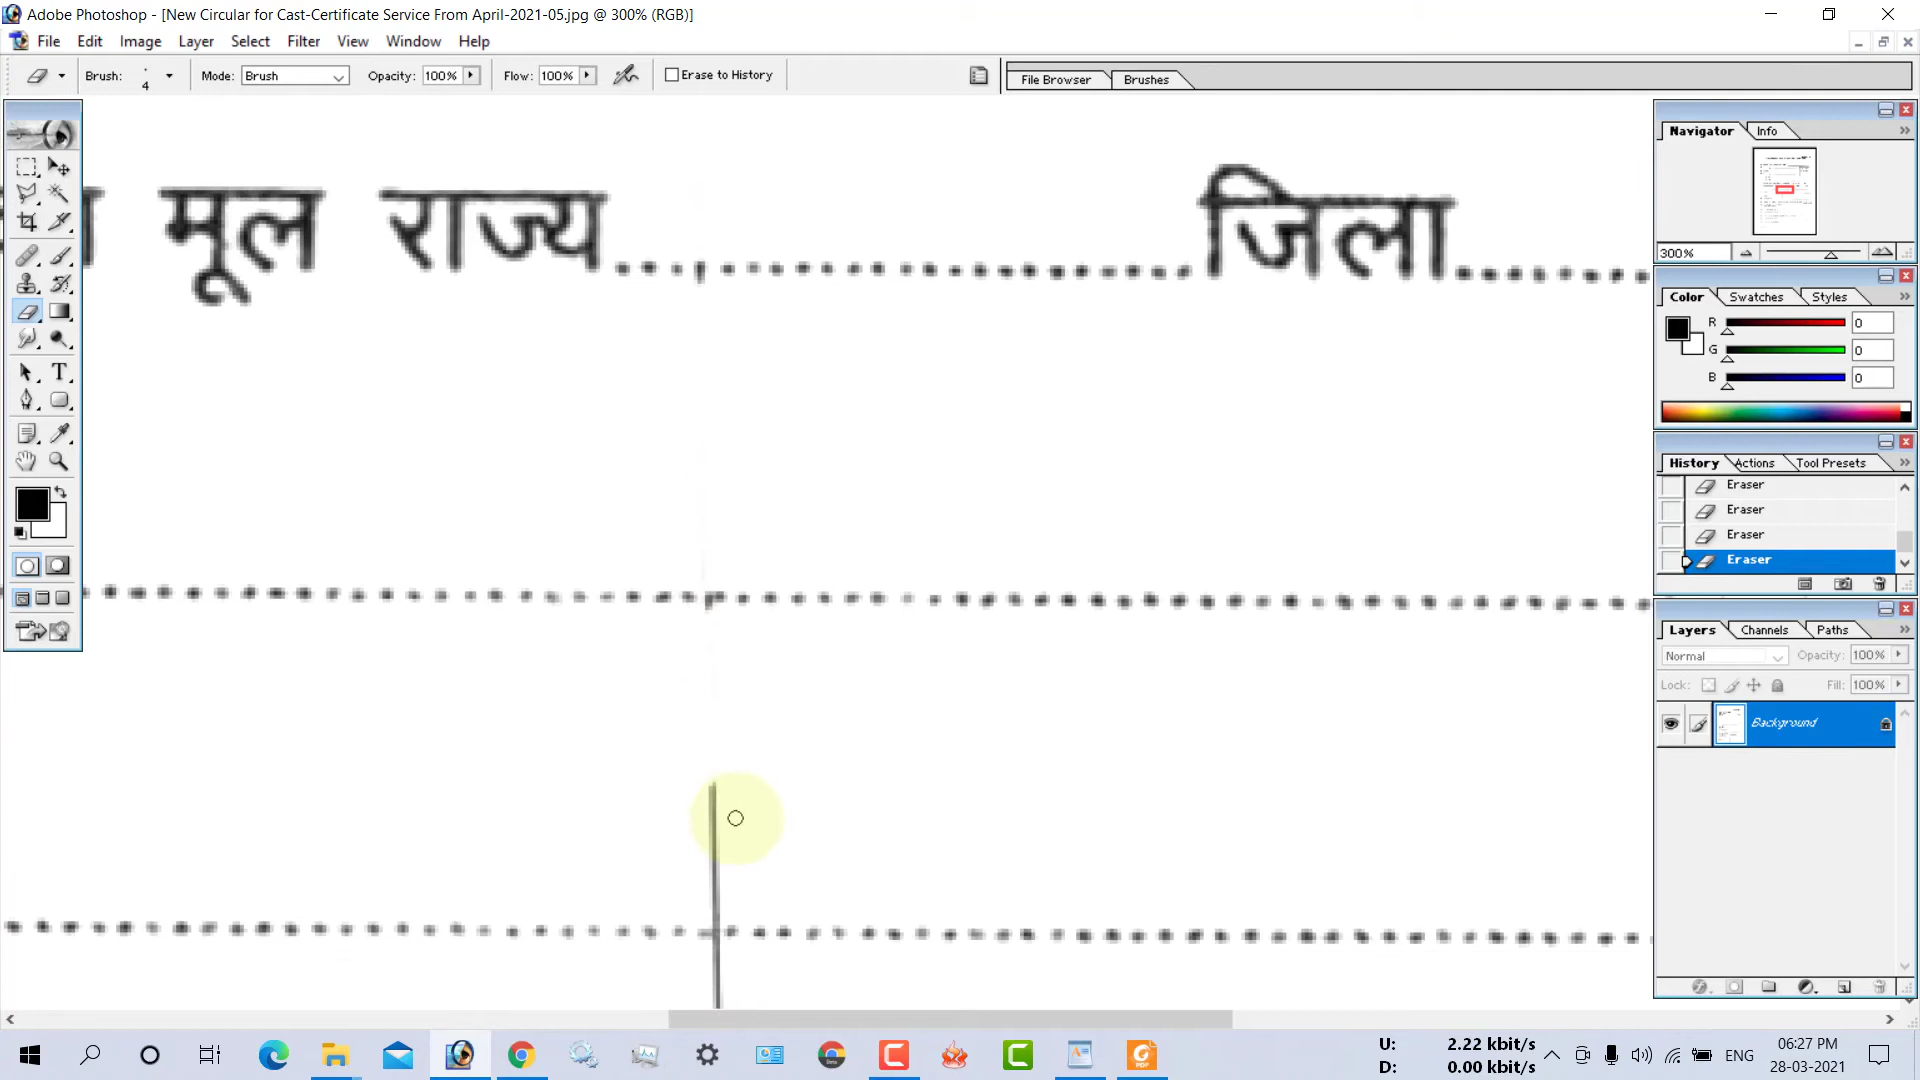 Adobe Photoshop - [New Circular for Cast-Certificate Service From April-2021-05.jpg @ 300% (RGB)]
File Edit Image Layer Select Filter View Window Help
Brush: 4 Mode: Brush Opacity: 100% Flow: 100% Erase to History
File Browser Brushes
Navigator Info
मूल राज्य.......................जिला........
300%
Color Swatches Styles
R 0
G 0
B 0
History Actions Tool Presets
Eraser
Eraser
Eraser
Eraser
Layers Channels Paths
Normal Opacity: 100%
Lock: Fill: 100%
Background
U: 2.22 kbit/s
D: 0.00 kbit/s
ENG
06:27 PM
28-03-2021